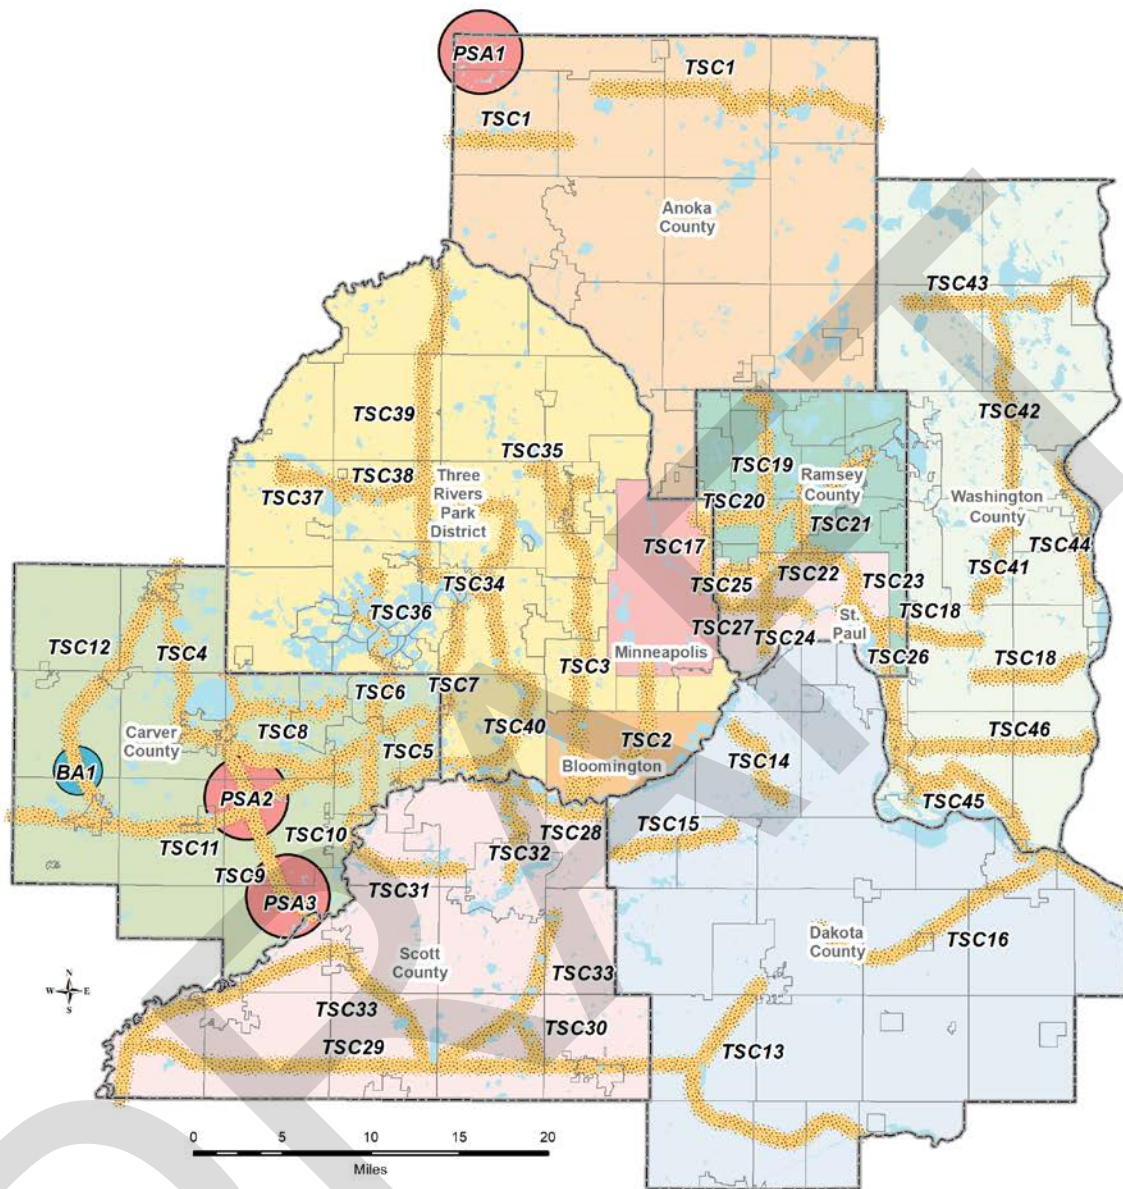 PSA1
TSC1
TSC1
Anoka
County
TSC43
TSC39
TSC35
TSC42
TSC38
TSC37
Three
Rivers
Park
District
TSC19
Ramsey
County
TSC20
TSC21
Washington
County
TSC17
TSC44
TSC34
TSC36
TSC25
TSC22
TSC23
TSC41
TSC18
TSC12
TSC4
TSC27
TSC24
St.
Paul
Minneapolis
TSC26
TSC18
TSC3
TSC6
TSC7
TSC8
TSC40
TSC5
Carver
County
TSC2
Bloomington
TSC46
TSC14
BA1
PSA2
TSC45
TSC10
TSC28
TSC15
TSC11
TSC32
TSC9
TSC31
PSA3
Scott
County
Dakota
County
TSC16
TSC33
TSC33
TSC30
TSC29
TSC13
N
W E
S
0 5 10 15 20
Miles
DRAFT